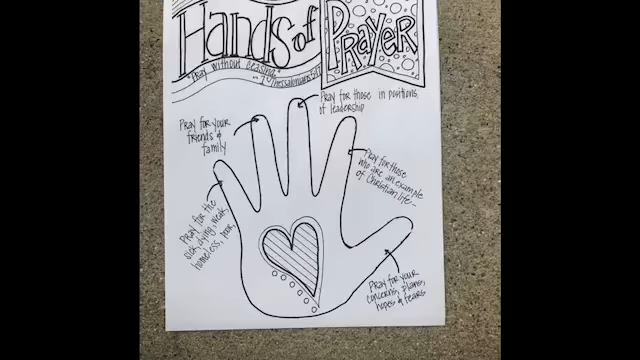 Hands of
PRAYER
"Pray without ceasing"
Thessalonians 5:17
Pray for those in positions
of leadership
Pray for your
friends &
family
Pray for those
who are an example
of Christian life
Pray for the
sick, dying, weak,
homeless, poor,
Pray for your
concerns, plans,
hopes & fears